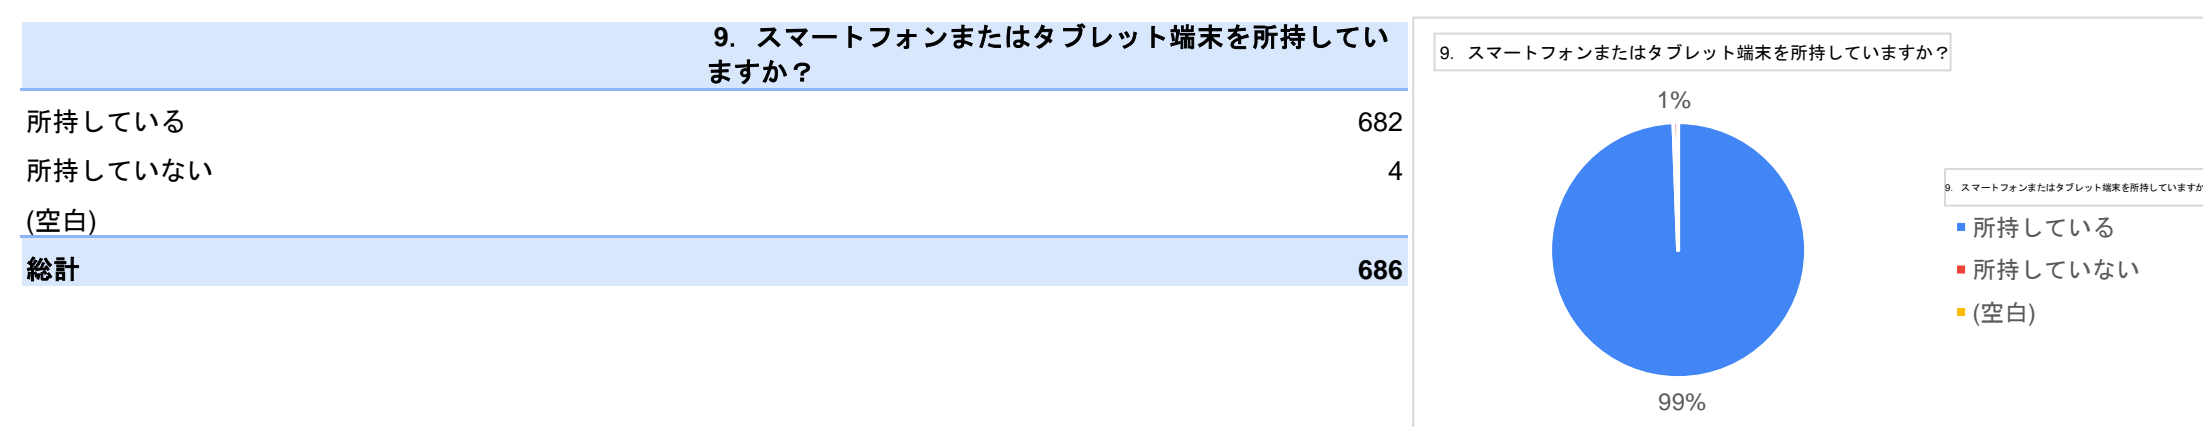 9. スマートフォンまたはタブレット端末を所持してい
ますか？
所持している 682
所持していない 4
(空白)
総計 686
9. スマートフォンまたはタブレット端末を所持していますか？
1%
99%
9. スマートフォンまたはタブレット端末を所持していますか
所持している
所持していない
(空白)